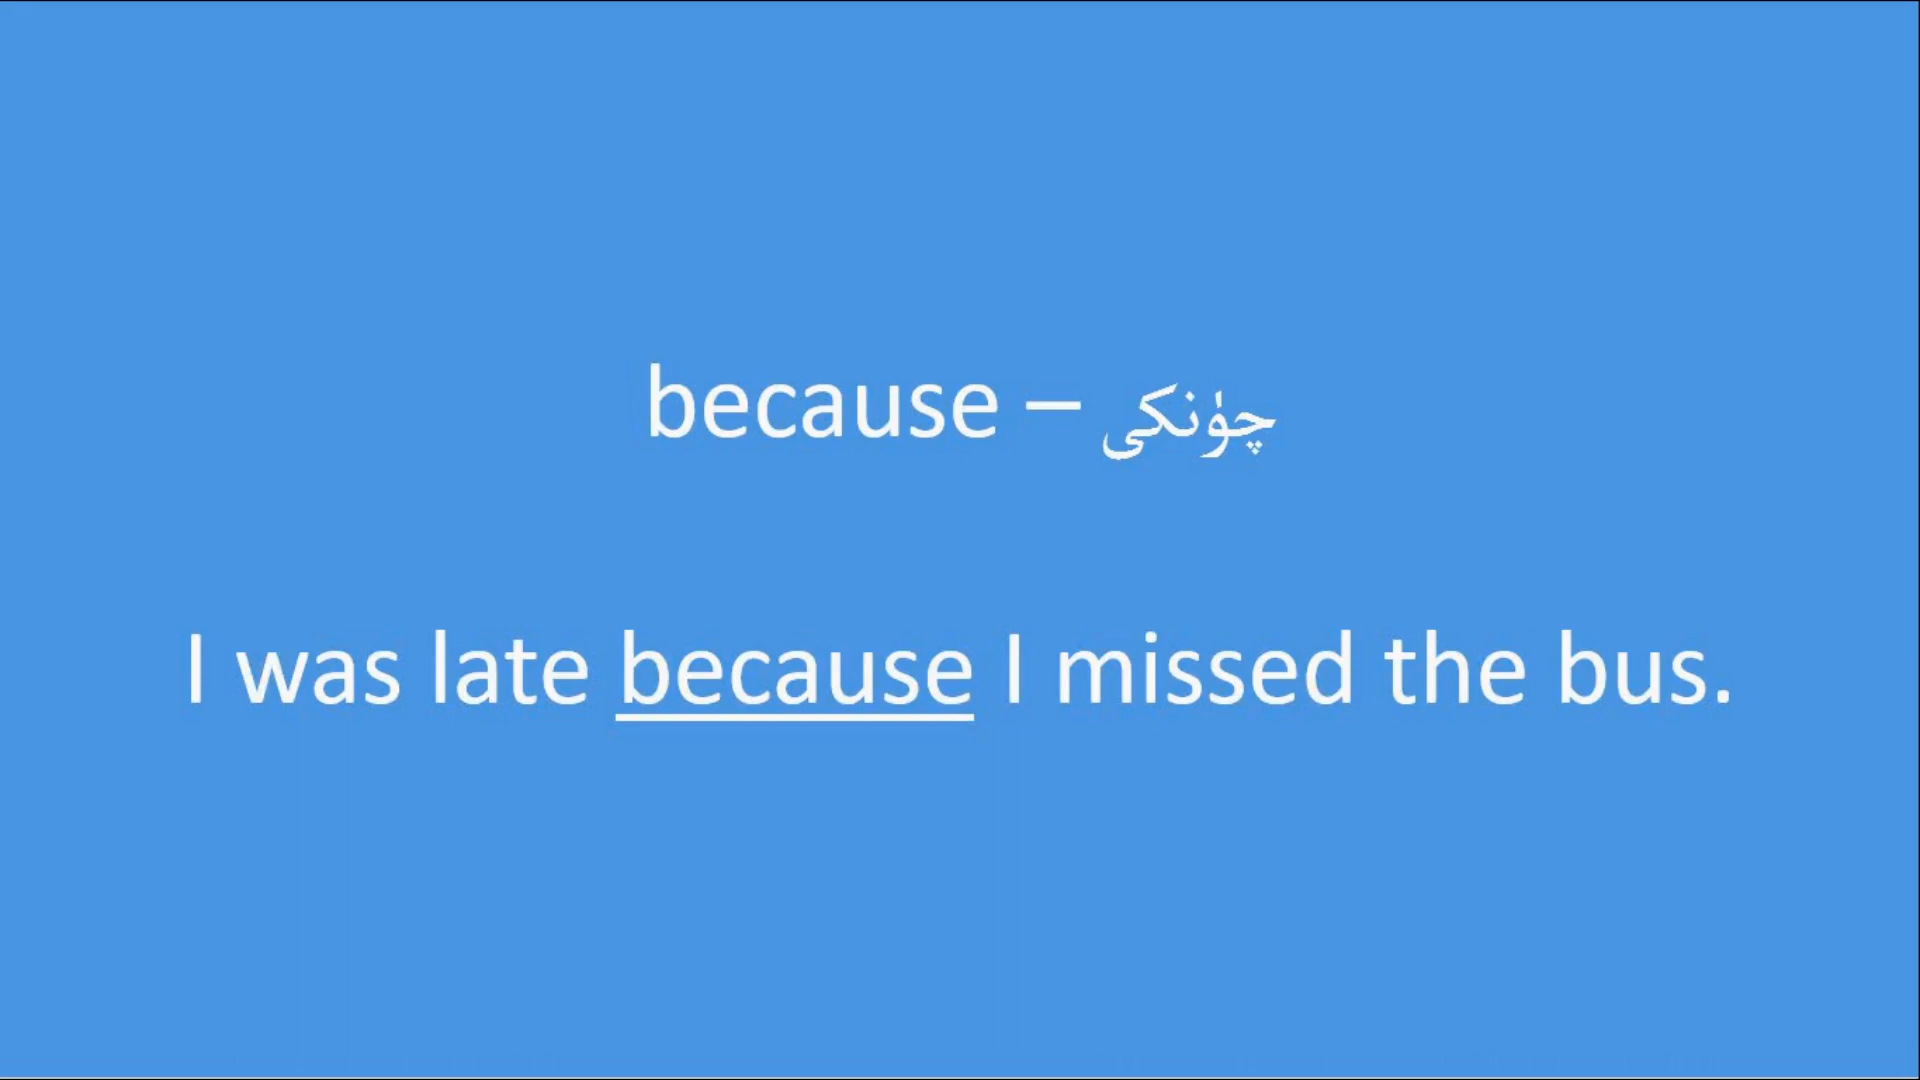 because – چۈنكى
I was late because I missed the bus.